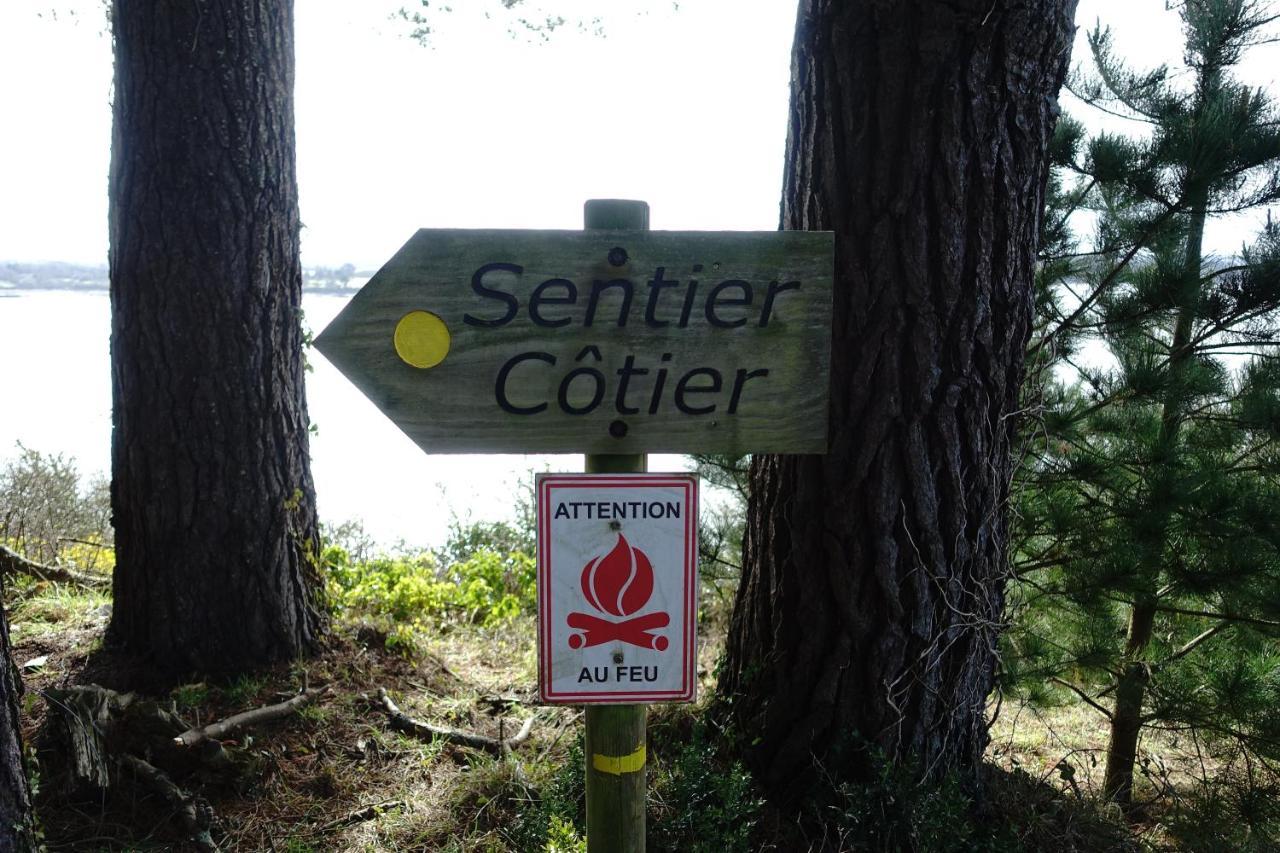 Sentier
Côtier
ATTENTION
AU FEU